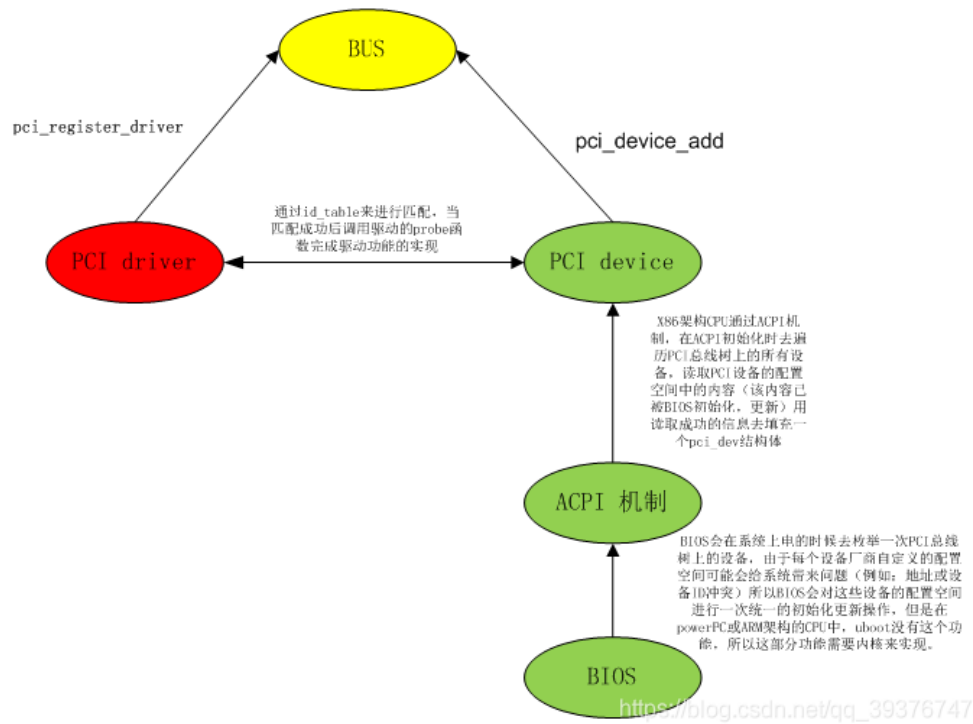 BUS
pci_register_driver
pci_device_add
通过id_table来进行匹配，当
匹配成功后调用驱动的probe函
数完成驱动功能的实现
PCI driver
PCI device
X86架构CPU通过ACPI机
制，在ACPI初始化时去遍
历PCI总线树上的所有设
备，读取PCI设备的配置
空间中的内容（该内容已
被BIOS初始化，更新）用
读取成功的信息去填充一
个pci_dev结构体
ACPI 机制
BIOS会在系统上电的时候去枚举一次PCI总线
树上的设备，由于每个设备厂商自定义的配置
空间可能会给系统带来问题（例如：地址或设
备ID冲突）所以BIOS会对这些设备的配置空间
进行一次统一的初始化更新操作，但是在
powerPC或ARM架构的CPU中，uboot没有这个功
能，所以这部分功能需要内核来实现。
BIOS
https://blog.csdn.net/qq_39376747